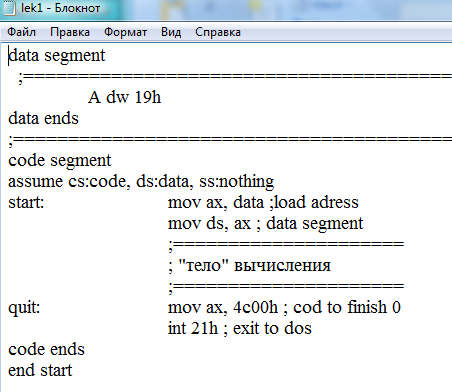 lek1 - Блокнот
Файл Правка Формат Вид Справка
data segment
;========================================
A dw 19h
data ends
;=========================================
code segment
assume cs:code, ds:data, ss:nothing
start: mov ax, data ;load adress
mov ds, ax ; data segment
;======================
; "тело" вычисления
;======================
quit: mov ax, 4c00h ; cod to finish 0
int 21h ; exit to dos
code ends
end start